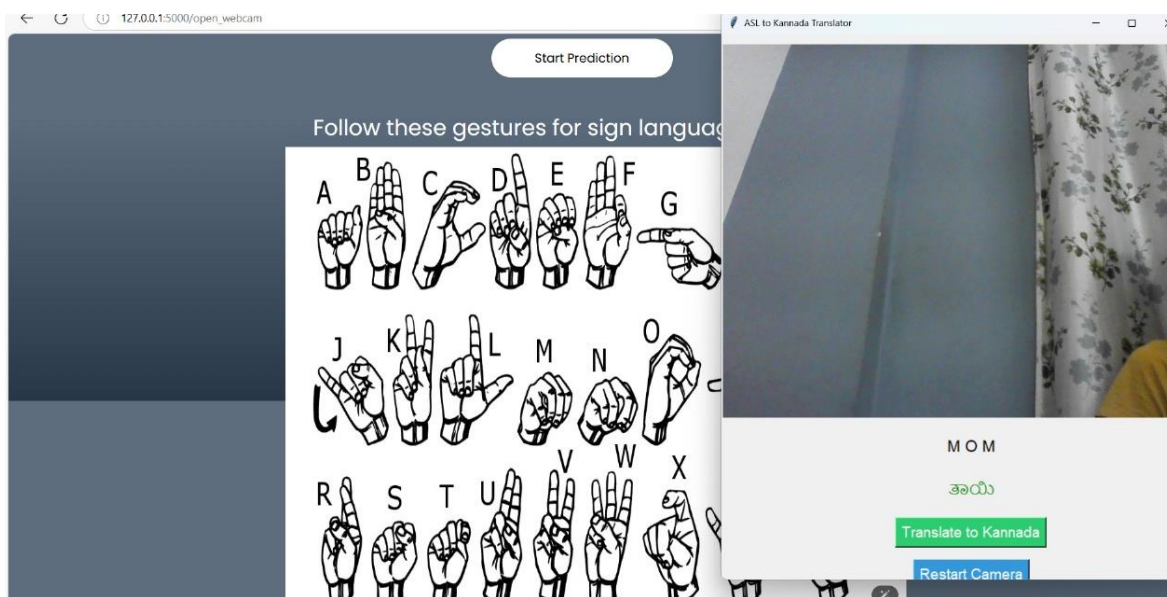 127.0.0.1:5000/open_webcam
Start Prediction
Follow these gestures for sign
A B C D E F G
J K L M N O
R S T U V W X
ASL to Kannada Translator
M O M
ತಾಯಿ
Translate to Kannada
Restart Camera